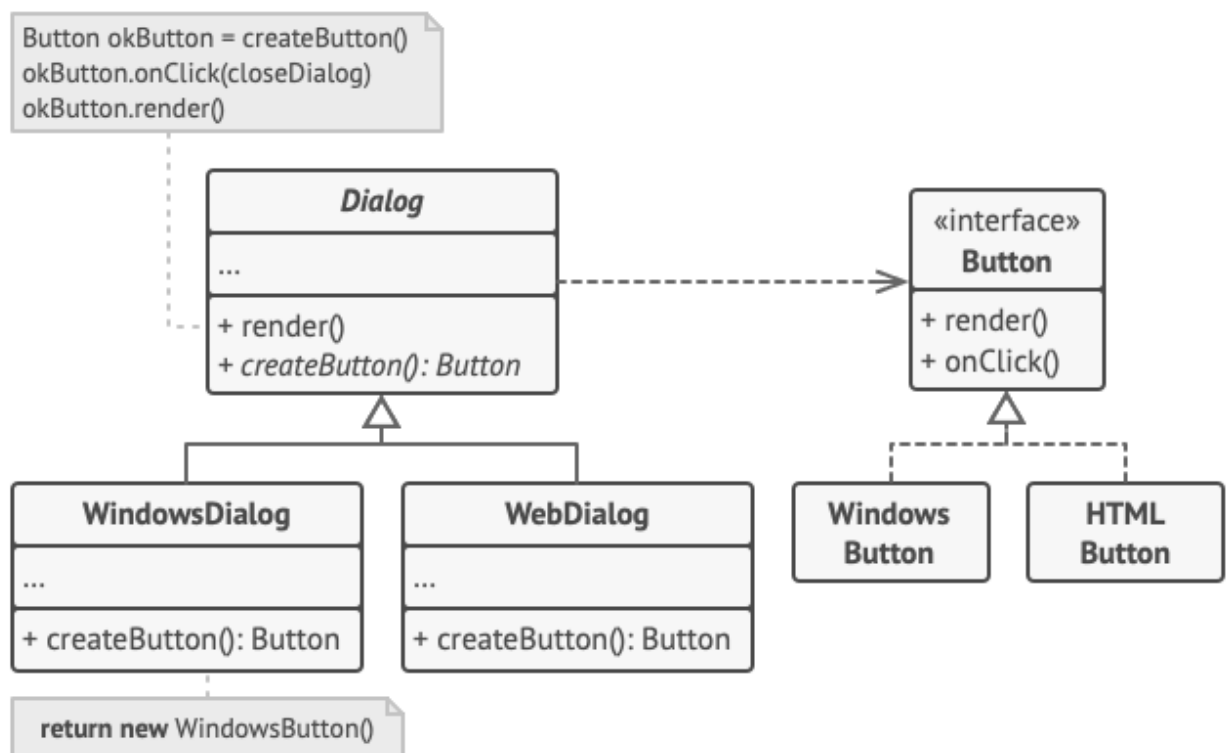 Button okButton = createButton()
okButton.onClick(closeDialog)
okButton.render()
Dialog
...
+ render()
+ createButton(): Button
«interface»
Button
+ render()
+ onClick()
WindowsDialog
...
+ createButton(): Button
WebDialog
...
+ createButton(): Button
Windows
Button
HTML
Button
return new WindowsButton()